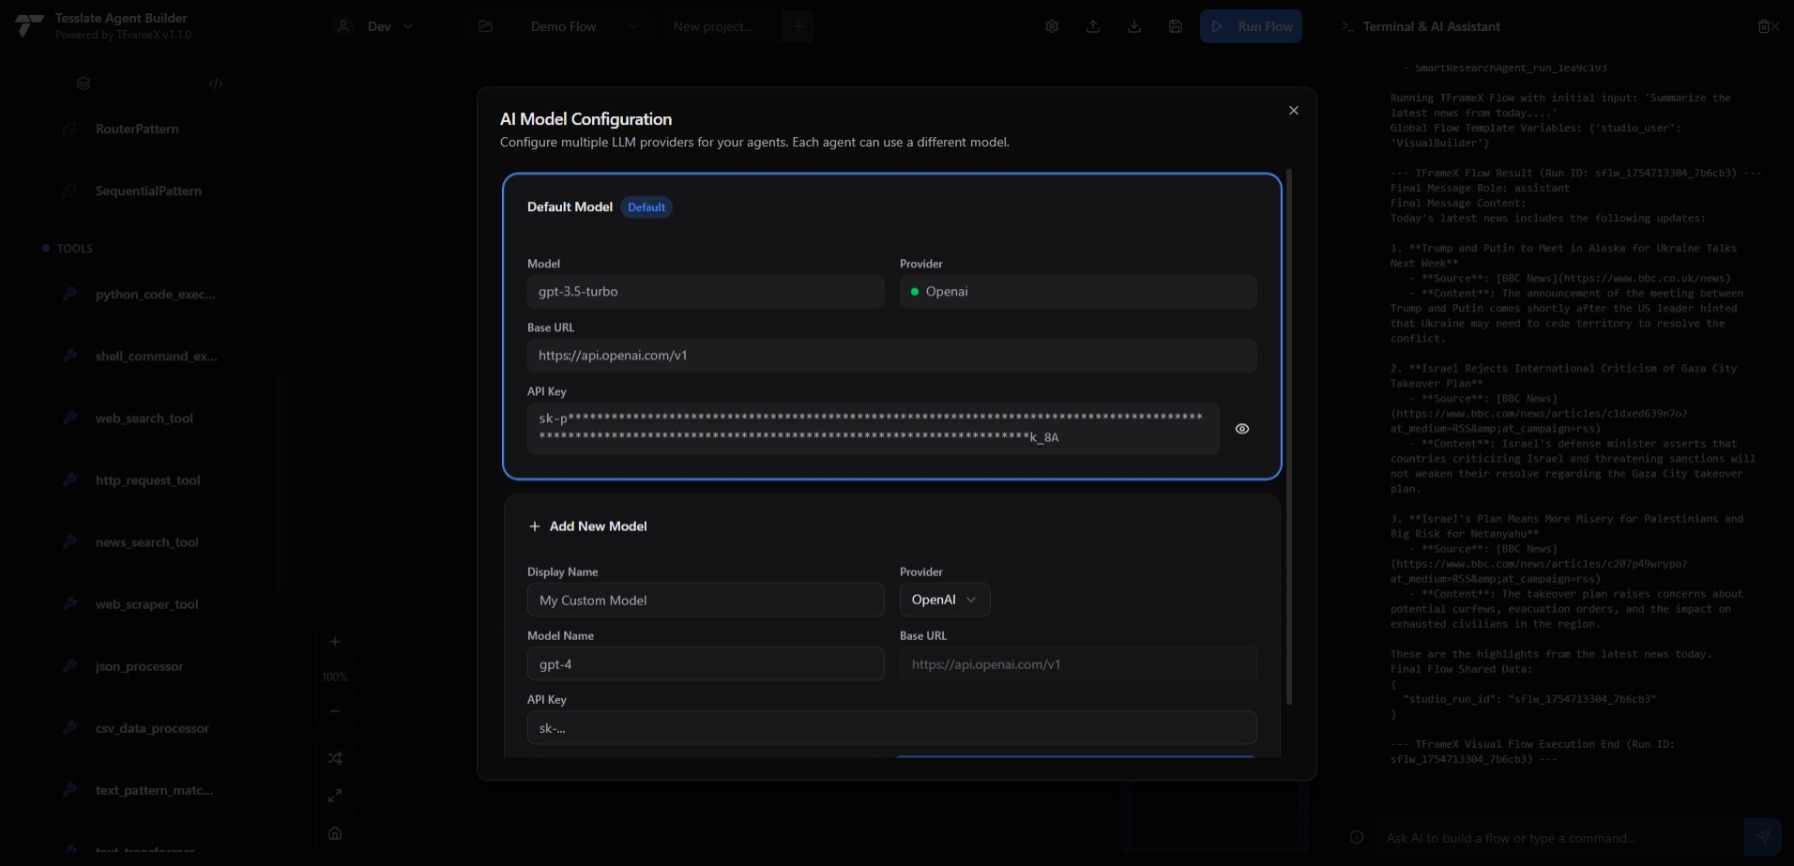 Tesslate Agent Builder
Powered by TFrameX v1.1.0
Dev
Demo Flow
New project...
Run Flow
Terminal & AI Assistant
RouterPattern
SequentialPattern
TOOLS
python_code_exec...
shell_command_ex...
web_search_tool
http_request_tool
news_search_tool
web_scraper_tool
json_processor
csv_data_processor
text_pattern_matc...
text_transformer
100%
AI Model Configuration
Configure multiple LLM providers for your agents. Each agent can use a different model.
Default Model
Default
Model
Provider
gpt-3.5-turbo
Openai
Base URL
https://api.openai.com/v1
API Key
sk-p****************************************************************************************
********************************************************************k_8A
Add New Model
Display Name
Provider
My Custom Model
OpenAI
Model Name
Base URL
gpt-4
https://api.openai.com/v1
API Key
sk-...
- SmartResearchAgent_run_1ea9c193
Running TFrameX Flow with initial input: 'Summarize the
latest news from today....'
Global Flow Template Variables: {'studio_user':
'VisualBuilder'}
--- TFrameX Flow Result (Run ID: sflw_1754713304_7b6cb3) ---
Final Message Role: assistant
Final Message Content:
Today's latest news includes the following updates:
1. **Trump and Putin to Meet in Alaska for Ukraine Talks
Next Week**
- **Source**: [BBC News](https://www.bbc.co.uk/news)
- **Content**: The announcement of the meeting between
Trump and Putin comes shortly after the US leader hinted
that Ukraine may need to cede territory to resolve the
conflict.
2. **Israel Rejects International Criticism of Gaza City
Takeover Plan**
- **Source**: [BBC News]
(https://www.bbc.com/news/articles/c1dxed639n7o?
at_medium=RSS&amp;at_campaign=rss)
- **Content**: Israel's defense minister asserts that
countries criticizing Israel and threatening sanctions will
not weaken their resolve regarding the Gaza City takeover
plan.
3. **Israel's Plan Means More Misery for Palestinians and
Big Risk for Netanyahu**
- **Source**: [BBC News]
(https://www.bbc.com/news/articles/c207p49wrypo?
at_medium=RSS&amp;at_campaign=rss)
- **Content**: The takeover plan raises concerns about
potential curfews, evacuation orders, and the impact on
exhausted civilians in the region.
These are the highlights from the latest news today.
Final Flow Shared Data:
{
"studio_run_id": "sflw_1754713304_7b6cb3"
}
--- TFrameX Visual Flow Execution End (Run ID:
sflw_1754713304_7b6cb3) ---
Ask AI to build a flow or type a command...